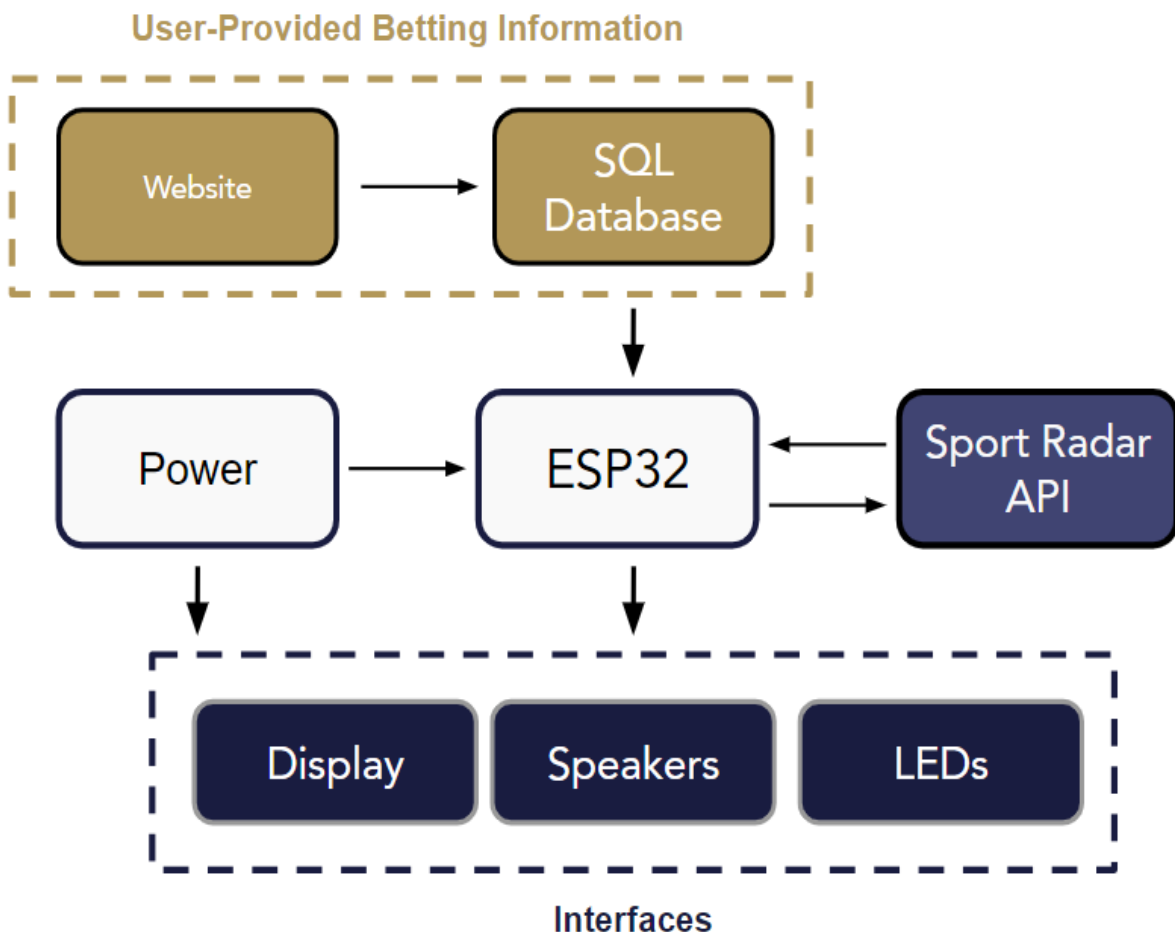 User-Provided Betting Information
Website
SQL
Database
Power
ESP32
Sport Radar
API
Display
Speakers
LEDs
Interfaces